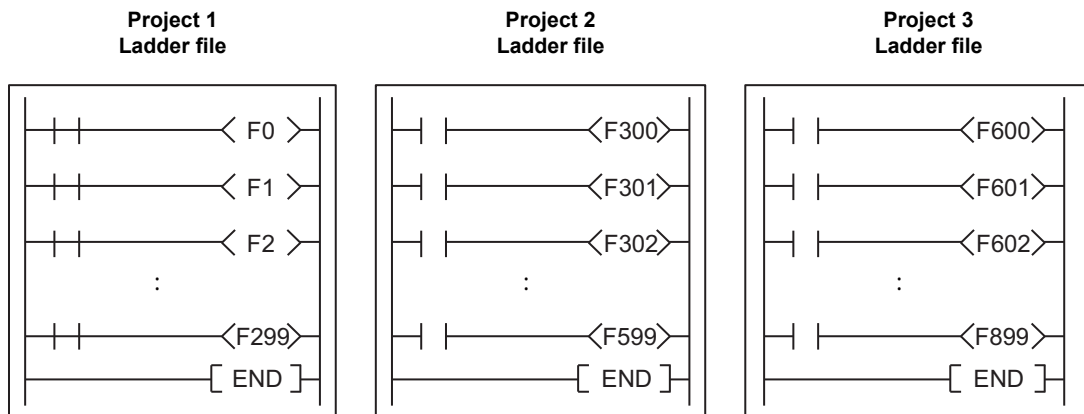 Project 1
Ladder file
F0
F1
F2
:
F299
END
Project 2
Ladder file
F300
F301
F302
:
F599
END
Project 3
Ladder file
F600
F601
F602
:
F899
END